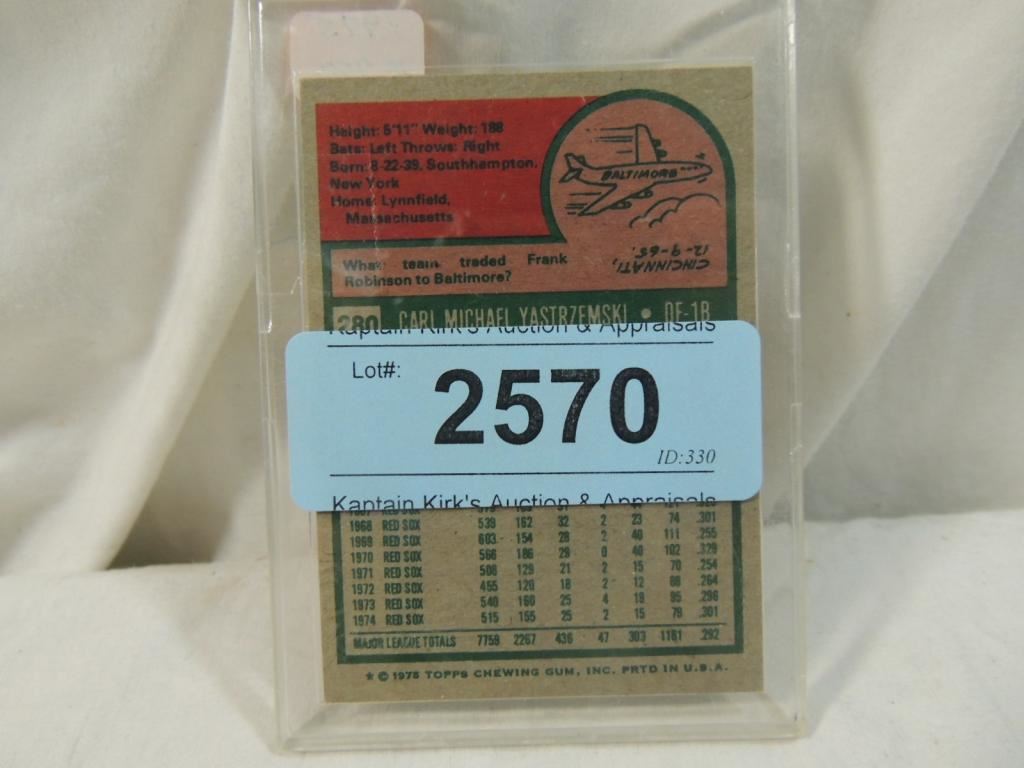 Height: 5'11" Weight: 188
Bats: Left Throws: Right
Born: 8-22-39, Southhampton,
New York
Home: Lynnfield,
Massachusetts
BALTIMORE
CINCINNATI,
12-9-65.
What team traded Frank
Robinson to Baltimore?
280 CARL MICHAEL YASTRZEMSKI • OF-1B
Kaptain Kirk's Auction & Appraisals
Lot#:
2570
ID:330
Kaptain Kirk's Auction & Appraisals
1968 RED SOX 539 162 32 2 23 74 .301
1969 RED SOX 603 154 28 2 40 111 .255
1970 RED SOX 566 186 29 0 40 102 .329
1971 RED SOX 508 129 21 2 15 70 .254
1972 RED SOX 455 120 18 2 12 68 .264
1973 RED SOX 540 160 25 4 19 95 .296
1974 RED SOX 515 155 25 2 15 79 .301
MAJOR LEAGUE TOTALS 7759 2267 436 47 303 1181 .292
★ © 1975 TOPPS CHEWING GUM, INC. PRTD IN U.S.A.